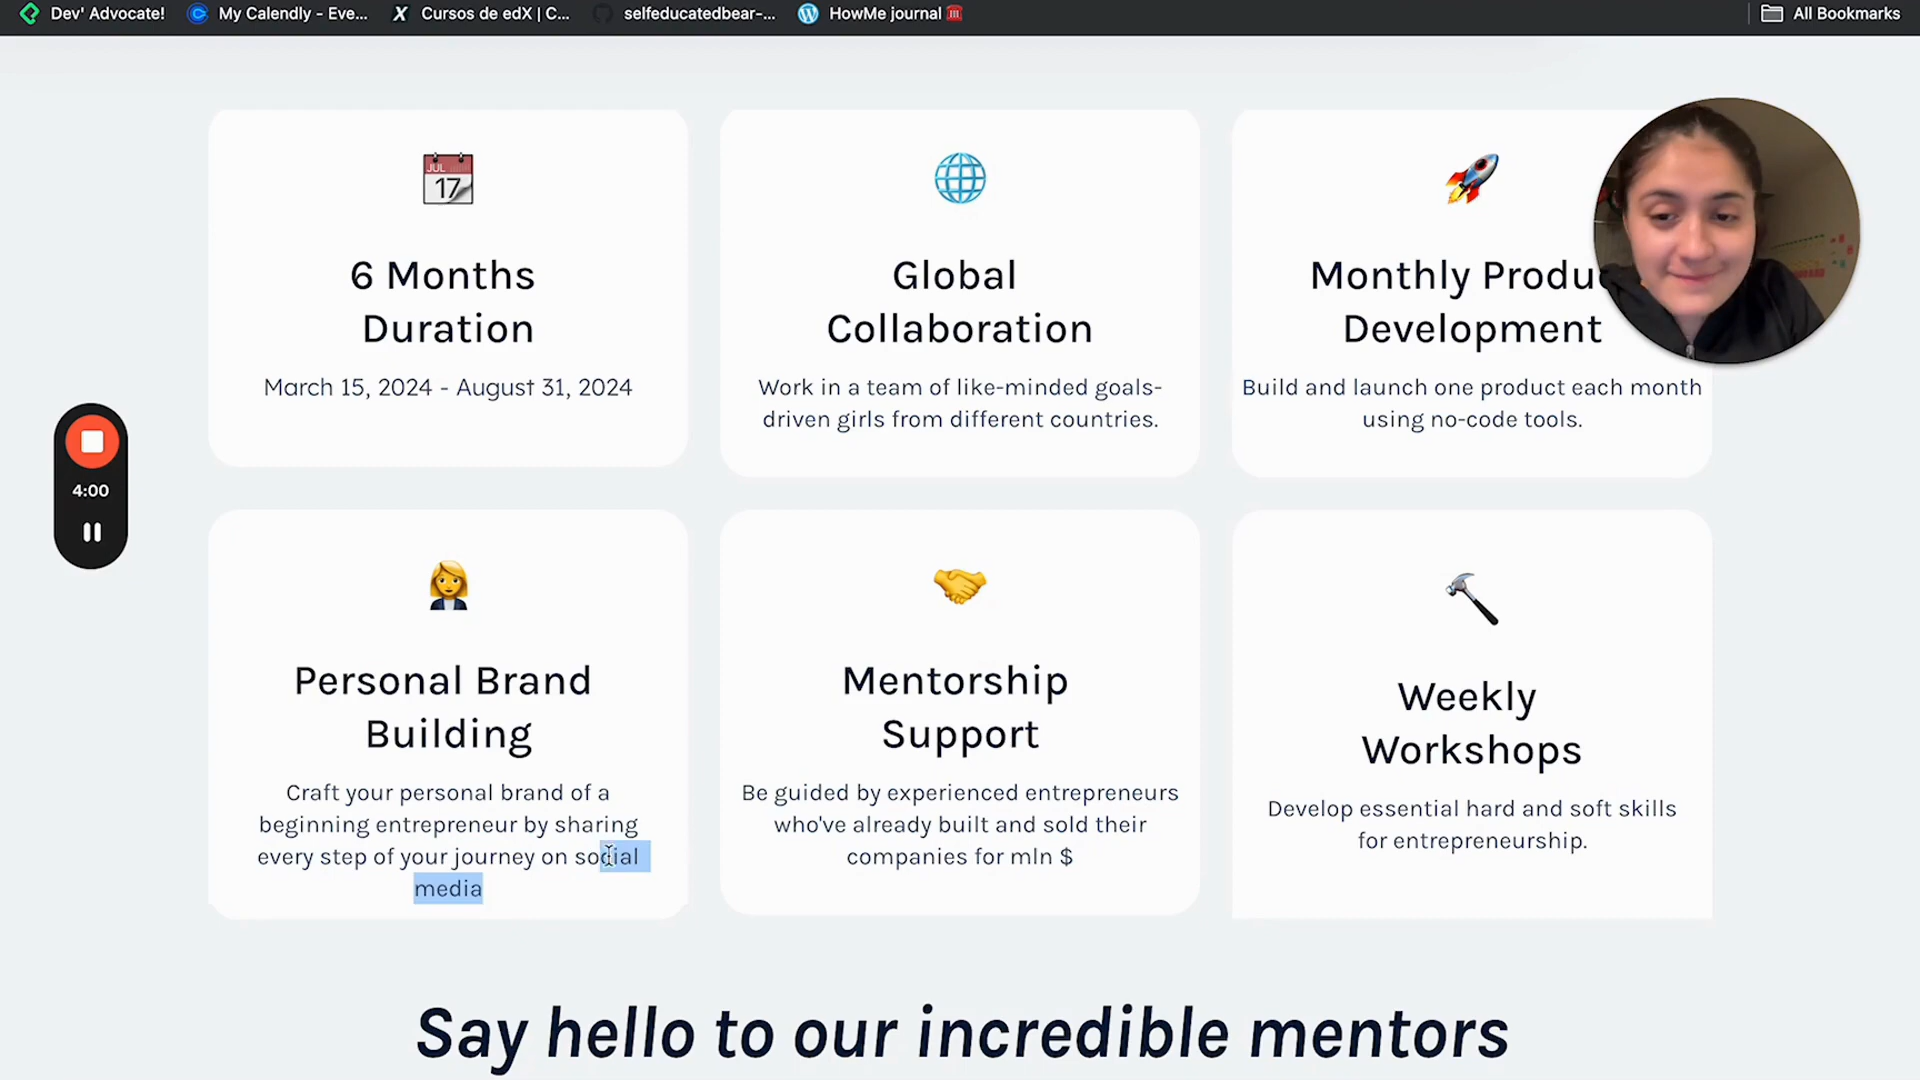 Dev' Advocate!
My Calendly - Eve...
X
Cursos de edX | C...
selfeducatedbear-...
HowMe journal
All Bookmarks
JUL
17
6 Months
Duration
March 15, 2024 - August 31, 2024
Global
Collaboration
Work in a team of like-minded goals-
driven girls from different countries.
Monthly Produ
Development
Build and launch one product each month
using no-code tools.
4:00
Personal Brand
Building
Craft your personal brand of a
beginning entrepreneur by sharing
every step of your journey on social
media
Mentorship
Support
Be guided by experienced entrepreneurs
who've already built and sold their
companies for mln $
Weekly
Workshops
Develop essential hard and soft skills
for entrepreneurship.
Say hello to our incredible mentors